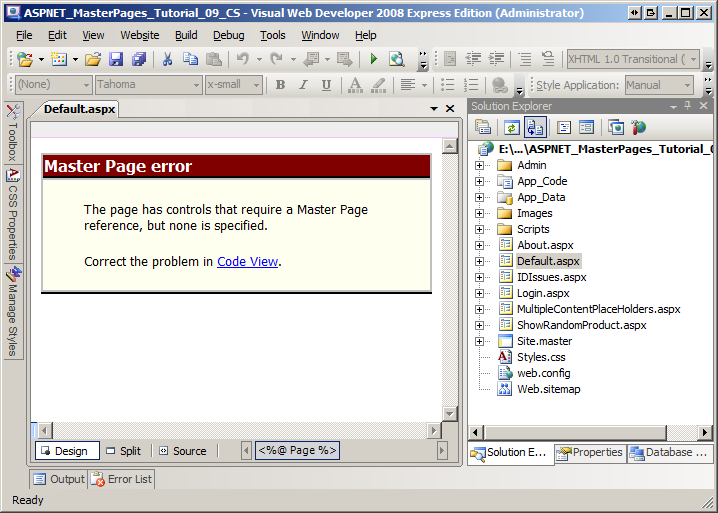 ASPNET_MasterPages_Tutorial_09_CS - Visual Web Developer 2008 Express Edition (Administrator)
File Edit View Website Build Debug Tools Window Help
XHTML 1.0 Transitional (
(None) Tahoma x-small B I U A Style Application: Manual
Toolbox
CSS Properties
Manage Styles
Default.aspx
Master Page error
The page has controls that require a Master Page
reference, but none is specified.
Correct the problem in Code View.
Design Split Source <%@ Page %>
Output Error List
Ready
Solution Explorer
E:\...\ASPNET_MasterPages_Tutorial_0
Admin
App_Code
App_Data
Images
Scripts
About.aspx
Default.aspx
IDIssues.aspx
Login.aspx
MultipleContentPlaceHolders.aspx
ShowRandomProduct.aspx
Site.master
Styles.css
web.config
Web.sitemap
Solution E... Properties Database ...